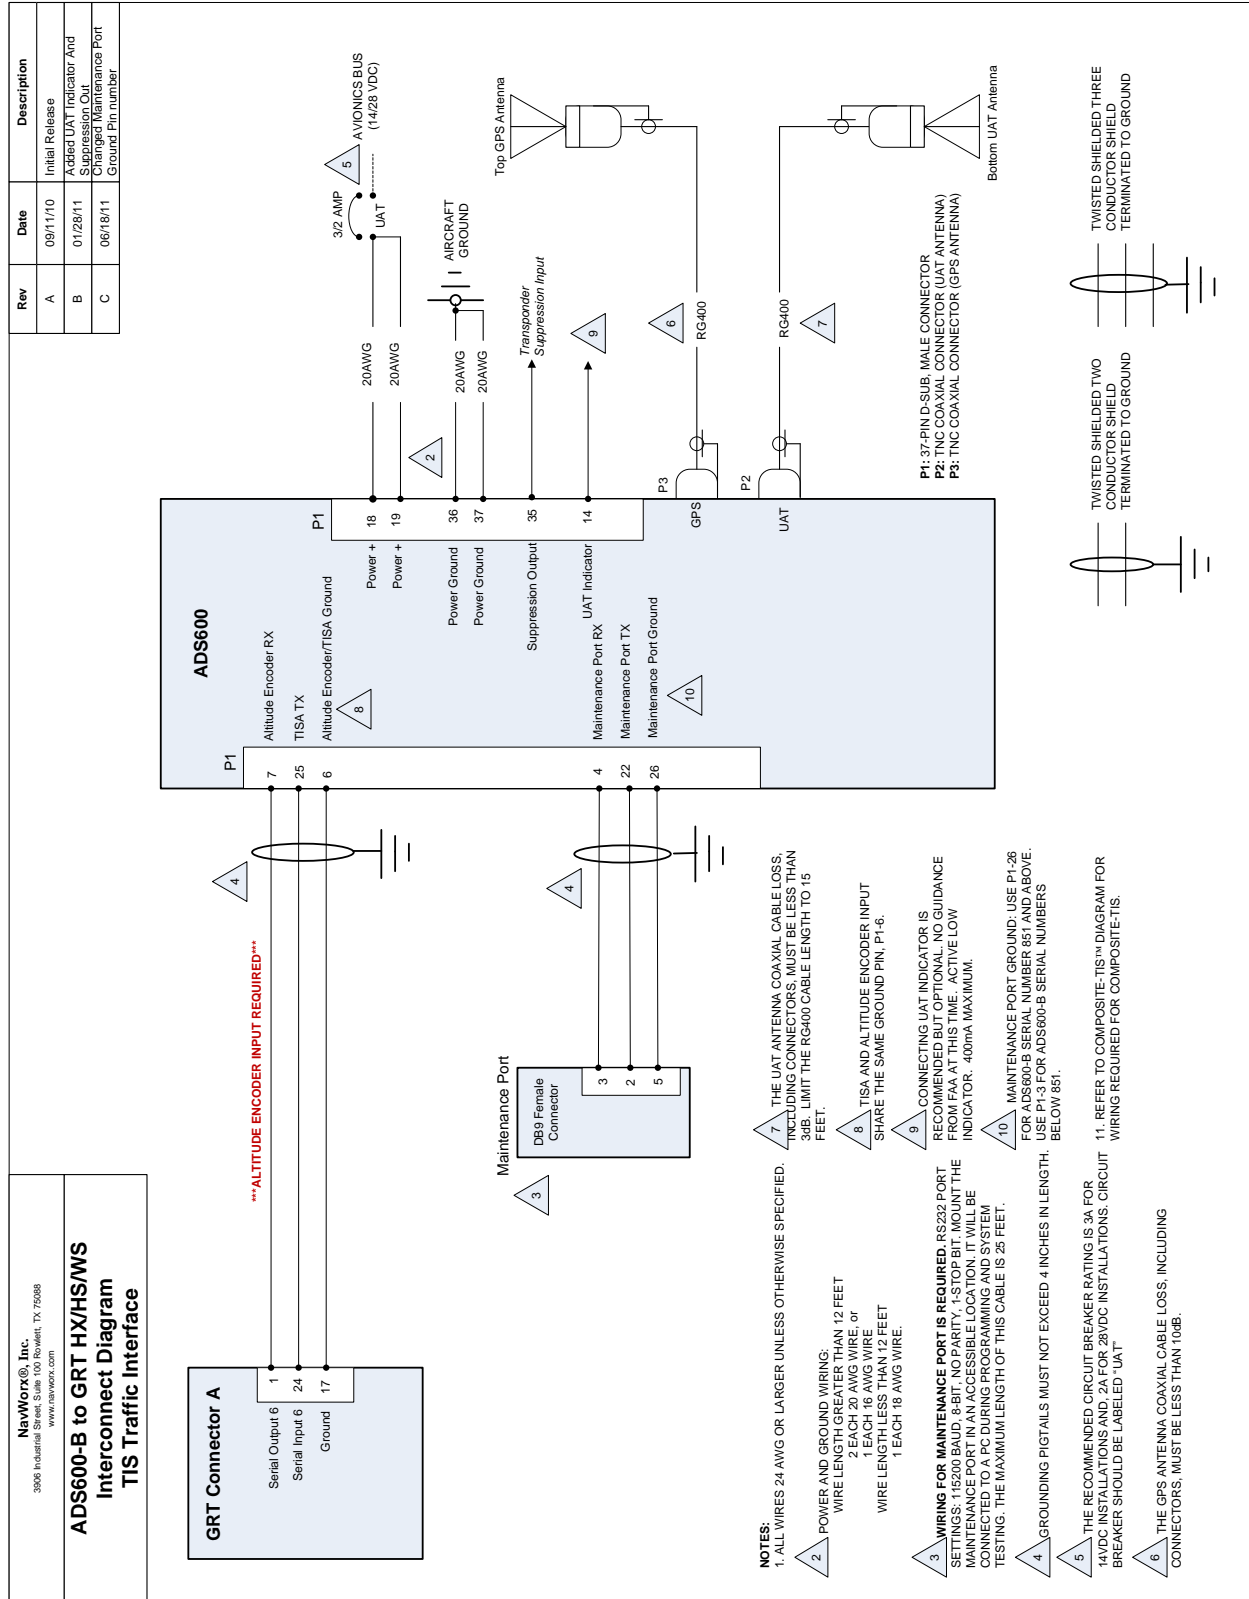 NavWorx®, Inc.
3906 Industrial Street, Suite 100 Rowlett, TX 75088
www.navworx.com
ADS600-B to GRT HX/HS/WS
Interconnect Diagram
TIS Traffic Interface
Rev Date Description
A 09/11/10 Initial Release
B 01/28/11 Added UAT Indicator And
Suppression Out
C 06/18/11 Changed Maintenance Port
Ground Pin number
GRT Connector A
Serial Output 6 1
Serial Input 6 24
Ground 17
***ALTITUDE ENCODER INPUT REQUIRED***
4
ADS600
P1
7 Altitude Encoder RX
25 TISA TX
6 Altitude Encoder/TISA Ground
8
Maintenance Port
3
DB9 Female
Connector
3
2
5
4
4 Maintenance Port RX
22 Maintenance Port TX
26 Maintenance Port Ground
10
P1
Power + 18
Power + 19
Power Ground 36
Power Ground 37
Suppression Output 35
UAT Indicator 14
20AWG
20AWG
2
20AWG
20AWG
3/2 AMP
UAT
5
AVIONICS BUS
(14/28 VDC)
AIRCRAFT
GROUND
Transponder
Suppression Input
9
P3
GPS
6
RG400
Top GPS Antenna
P2
UAT
RG400
7
Bottom UAT Antenna
P1: 37-PIN D-SUB, MALE CONNECTOR
P2: TNC COAXIAL CONNECTOR (UAT ANTENNA)
P3: TNC COAXIAL CONNECTOR (GPS ANTENNA)
TWISTED SHIELDED TWO
CONDUCTOR SHIELD
TERMINATED TO GROUND
TWISTED SHIELDED THREE
CONDUCTOR SHIELD
TERMINATED TO GROUND
NOTES:
1. ALL WIRES 24 AWG OR LARGER UNLESS OTHERWISE SPECIFIED.
2 POWER AND GROUND WIRING:
WIRE LENGTH GREATER THAN 12 FEET
2 EACH 20 AWG WIRE, or
1 EACH 16 AWG WIRE
WIRE LENGTH LESS THAN 12 FEET
1 EACH 18 AWG WIRE.
3 WIRING FOR MAINTENANCE PORT IS REQUIRED. RS232 PORT
SETTINGS: 115200 BAUD, 8-BIT, NO PARITY, 1-STOP BIT. MOUNT THE
MAINTENANCE PORT IN AN ACCESSIBLE LOCATION. IT WILL BE
CONNECTED TO A PC DURING PROGRAMMING AND SYSTEM
TESTING. THE MAXIMUM LENGTH OF THIS CABLE IS 25 FEET.
4 GROUNDING PIGTAILS MUST NOT EXCEED 4 INCHES IN LENGTH.
5 THE RECOMMENDED CIRCUIT BREAKER RATING IS 3A FOR
14VDC INSTALLATIONS AND, 2A FOR 28VDC INSTALLATIONS. CIRCUIT
BREAKER SHOULD BE LABELED “UAT”
6 THE GPS ANTENNA COAXIAL CABLE LOSS, INCLUDING
CONNECTORS, MUST BE LESS THAN 10dB.
7 THE UAT ANTENNA COAXIAL CABLE LOSS,
INCLUDING CONNECTORS, MUST BE LESS THAN
3dB. LIMIT THE RG400 CABLE LENGTH TO 15
FEET.
8 TISA AND ALTITUDE ENCODER INPUT
SHARE THE SAME GROUND PIN, P1-6.
9 CONNECTING UAT INDICATOR IS
RECOMMENDED BUT OPTIONAL. NO GUIDANCE
FROM FAA AT THIS TIME. ACTIVE LOW
INDICATOR. 400mA MAXIMUM.
10 MAINTENANCE PORT GROUND: USE P1-26
FOR ADS600-B SERIAL NUMBER 851 AND ABOVE.
USE P1-3 FOR ADS600-B SERIAL NUMBERS
BELOW 851.
11. REFER TO COMPOSITE-TIS™ DIAGRAM FOR
WIRING REQUIRED FOR COMPOSITE-TIS.